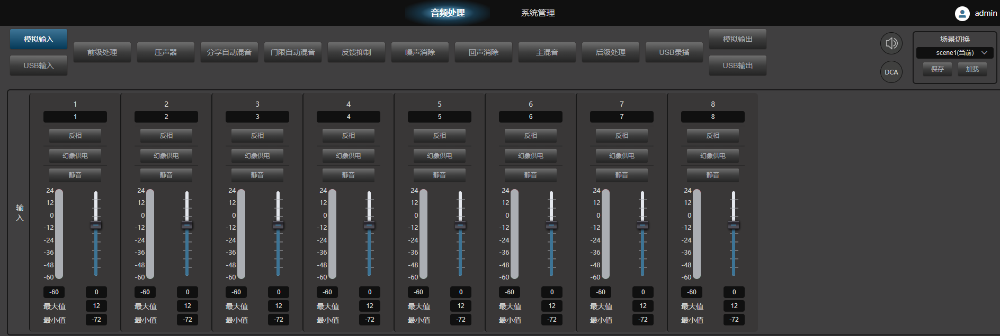 音频处理 系统管理 admin
模拟输入
USB输入
前级处理 压声器 分享自动混音 门限自动混音 反馈抑制 噪声消除 回声消除 主混音 后级处理 USB录播
模拟输出
USB输出
DCA
场景切换
scene1(当前)
保存 加载
输入
1 2 3 4 5 6 7 8
1 2 3 4 5 6 7 8
反相 反相 反相 反相 反相 反相 反相 反相
幻象供电 幻象供电 幻象供电 幻象供电 幻象供电 幻象供电 幻象供电 幻象供电
静音 静音 静音 静音 静音 静音 静音 静音
24 24 24 24 24 24 24 24
12 12 12 12 12 12 12 12
0 0 0 0 0 0 0 0
-12 -12 -12 -12 -12 -12 -12 -12
-24 -24 -24 -24 -24 -24 -24 -24
-36 -36 -36 -36 -36 -36 -36 -36
-48 -48 -48 -48 -48 -48 -48 -48
-60 -60 -60 -60 -60 -60 -60 -60
-60 0 -60 0 -60 0 -60 0 -60 0 -60 0 -60 0 -60 0
最大值 12 最大值 12 最大值 12 最大值 12 最大值 12 最大值 12 最大值 12 最大值 12
最小值 -72 最小值 -72 最小值 -72 最小值 -72 最小值 -72 最小值 -72 最小值 -72 最小值 -72